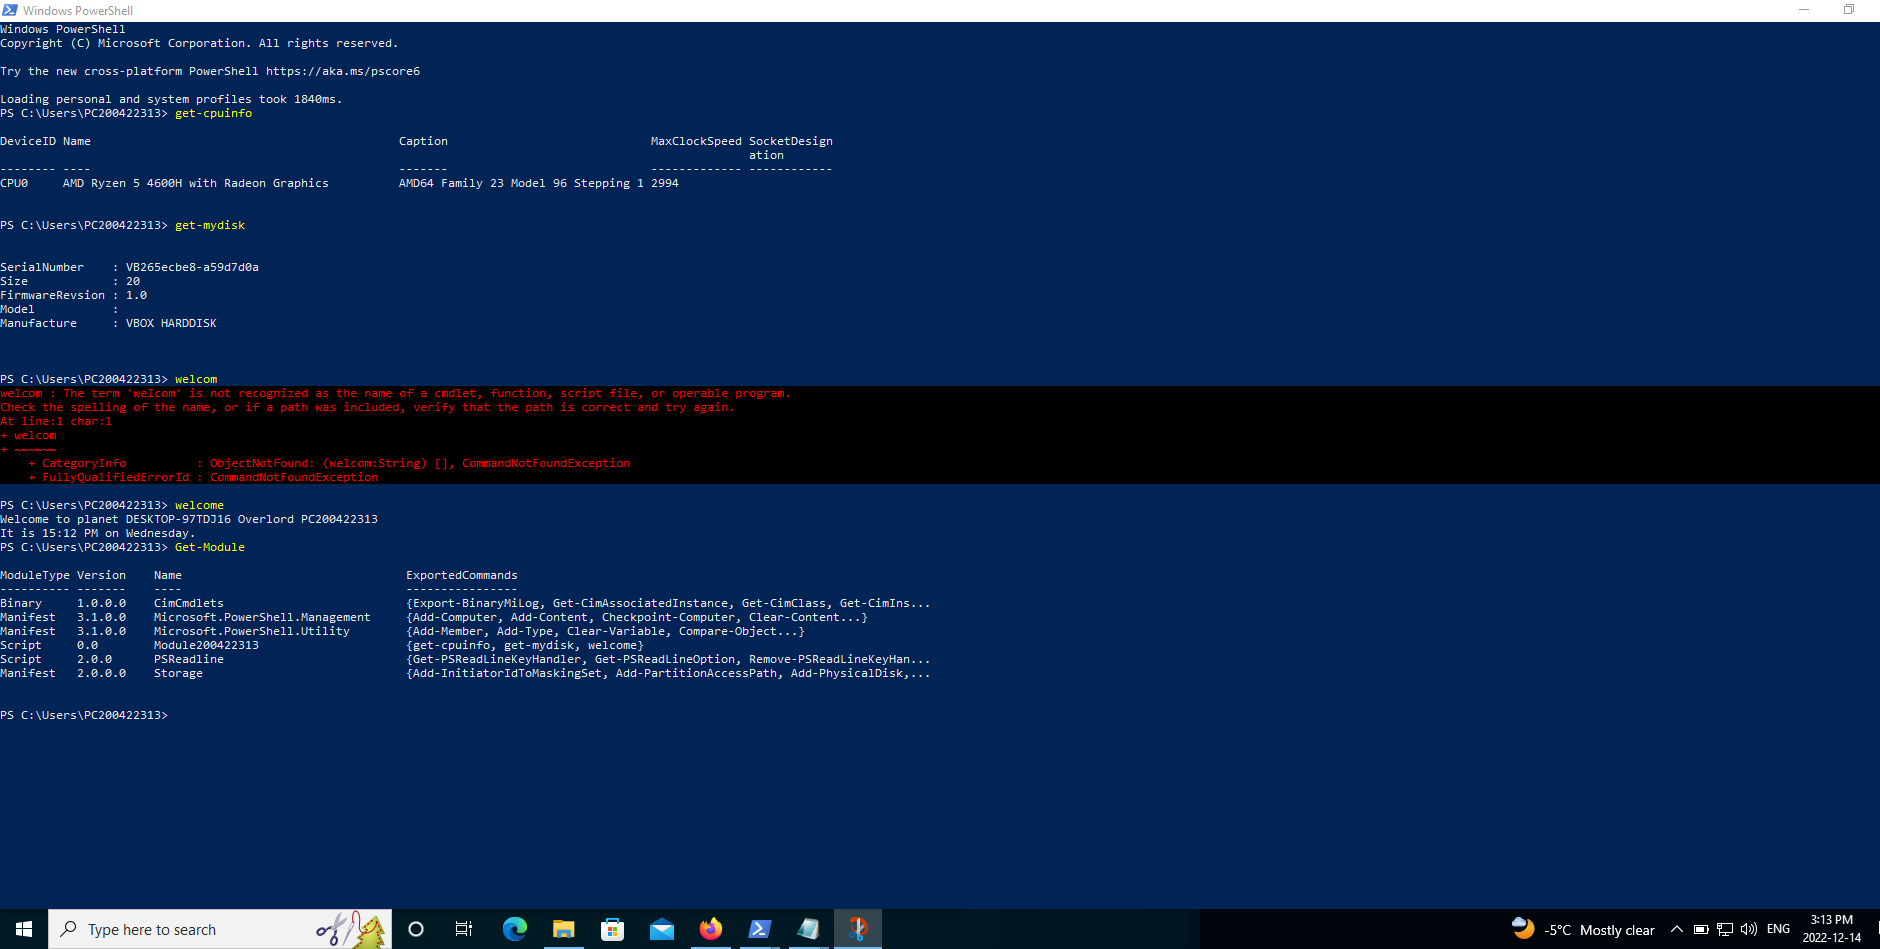 Windows PowerShell
Windows PowerShell
Copyright (C) Microsoft Corporation. All rights reserved.
Try the new cross-platform PowerShell https://aka.ms/pscore6
Loading personal and system profiles took 1840ms.
PS C:\Users\PC200422313> get-cpuinfo
DeviceID Name Caption MaxClockSpeed SocketDesign
ation
-------- ---- ------- ------------- ------------
CPU0 AMD Ryzen 5 4600H with Radeon Graphics AMD64 Family 23 Model 96 Stepping 1 2994
PS C:\Users\PC200422313> get-mydisk
SerialNumber : VB265ecbe8-a59d7d0a
Size : 20
FirmwareRevsion : 1.0
Model :
Manufacture : VBOX HARDDISK
PS C:\Users\PC200422313> welcom
welcom : The term 'welcom' is not recognized as the name of a cmdlet, function, script file, or operable program.
Check the spelling of the name, or if a path was included, verify that the path is correct and try again.
At line:1 char:1
+ welcom
+ ~~~~~~
+ CategoryInfo : ObjectNotFound: (welcom:String) [], CommandNotFoundException
+ FullyQualifiedErrorId : CommandNotFoundException
PS C:\Users\PC200422313> welcome
Welcome to planet DESKTOP-97TDJ16 Overlord PC200422313
It is 15:12 PM on Wednesday.
PS C:\Users\PC200422313> Get-Module
ModuleType Version Name ExportedCommands
---------- ------- ---- ----------------
Binary 1.0.0.0 CimCmdlets {Export-BinaryMiLog, Get-CimAssociatedInstance, Get-CimClass, Get-CimIns...
Manifest 3.1.0.0 Microsoft.PowerShell.Management {Add-Computer, Add-Content, Checkpoint-Computer, Clear-Content...}
Manifest 3.1.0.0 Microsoft.PowerShell.Utility {Add-Member, Add-Type, Clear-Variable, Compare-Object...}
Script 0.0 Module200422313 {get-cpuinfo, get-mydisk, welcome}
Script 2.0.0 PSReadline {Get-PSReadLineKeyHandler, Get-PSReadLineOption, Remove-PSReadLineKeyHan...
Manifest 2.0.0.0 Storage {Add-InitiatorIdToMaskingSet, Add-PartitionAccessPath, Add-PhysicalDisk,...
PS C:\Users\PC200422313>
Type here to search
-5°C Mostly clear
ENG
3:13 PM
2022-12-14